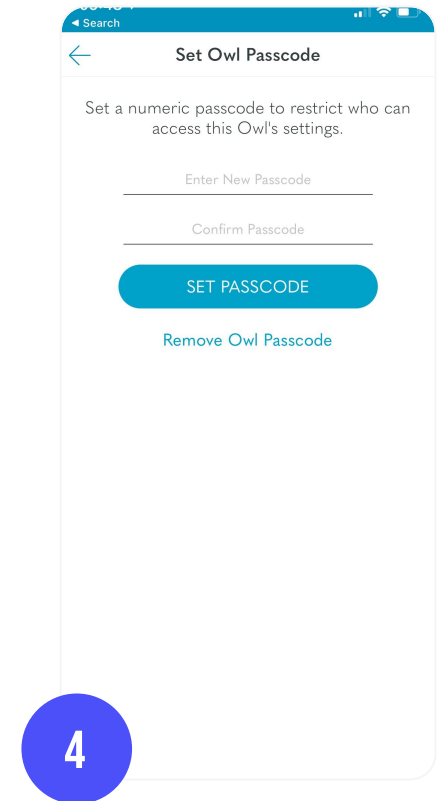 ◄ Search
Set Owl Passcode
Set a numeric passcode to restrict who can
access this Owl's settings.
Enter New Passcode
Confirm Passcode
SET PASSCODE
Remove Owl Passcode
4